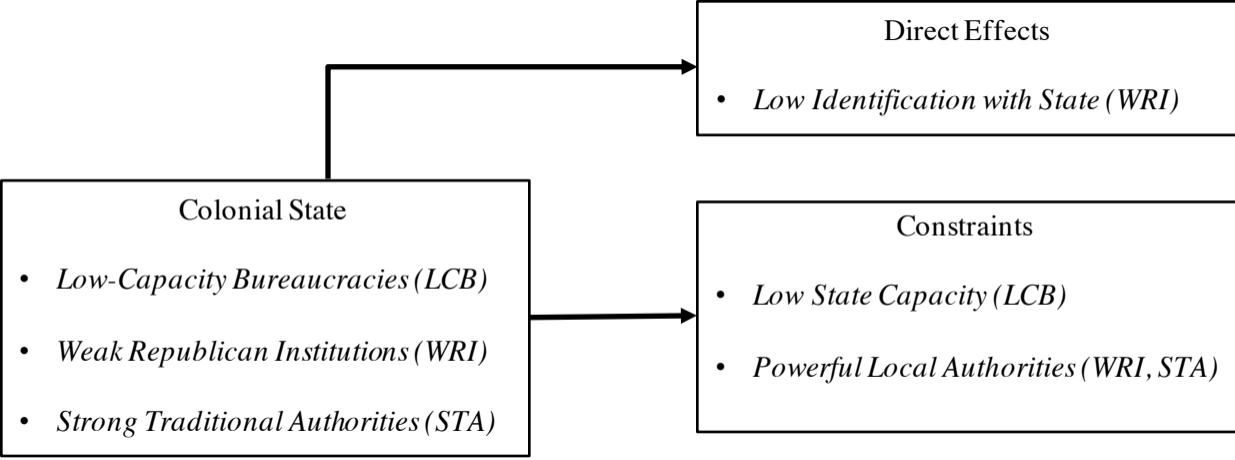 Direct Effects
• Low Identification with State (WRI)
Colonial State
• Low-Capacity Bureaucracies (LCB)
• Weak Republican Institutions (WRI)
• Strong Traditional Authorities (STA)
Constraints
• Low State Capacity (LCB)
• Powerful Local Authorities (WRI, STA)